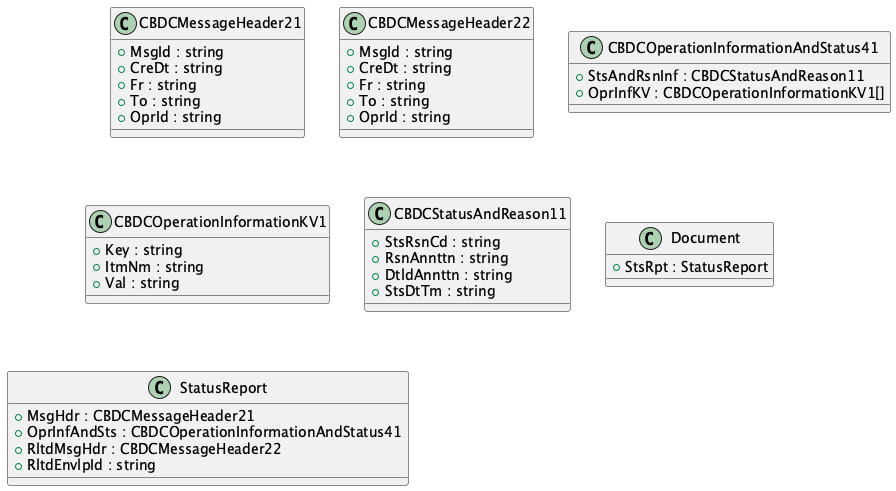 C CBDCMessageHeader21
MsgId : string
CreDt : string
Fr : string
To : string
OprId : string
C CBDCMessageHeader22
MsgId : string
CreDt : string
Fr : string
To : string
OprId : string
C CBDCOperationInformationAndStatus41
StsAndRsnInf : CBDCStatusAndReason11
OprInfKV : CBDCOperationInformationKV1[]
C CBDCOperationInformationKV1
Key : string
ItmNm : string
Val : string
C CBDCStatusAndReason11
StsRsnCd : string
RsnAnnttn : string
DtldAnnttn : string
StsDtTm : string
C Document
StsRpt : StatusReport
C StatusReport
MsgHdr : CBDCMessageHeader21
OprInfAndSts : CBDCOperationInformationAndStatus41
RltdMsgHdr : CBDCMessageHeader22
RltdEnvlpId : string